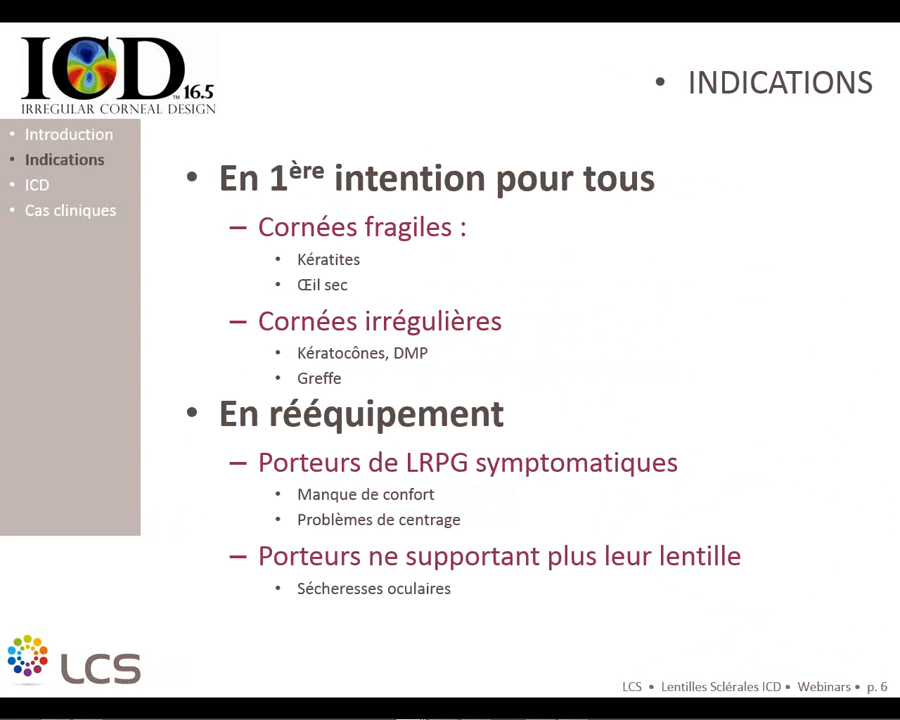 ICD™ 16.5
IRREGULAR CORNEAL DESIGN
• INDICATIONS
• Introduction
• Indications
• ICD
• Cas cliniques
• En 1ère intention pour tous
– Cornées fragiles :
• Kératites
• Œil sec
– Cornées irrégulières
• Kératocônes, DMP
• Greffe
• En rééquipement
– Porteurs de LRPG symptomatiques
• Manque de confort
• Problèmes de centrage
– Porteurs ne supportant plus leur lentille
• Sécheresses oculaires
LCS
LCS • Lentilles Sclérales ICD • Webinars • p. 6